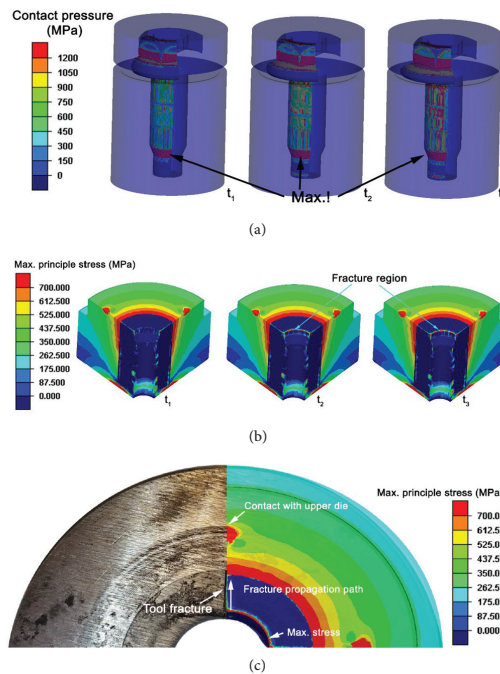 Contact pressure
(MPa)
1200
1050
900
750
600
450
300
150
0
Max.!
t1
t2
t
(a)
Max. principle stress (MPa)
700.000
612.500
525.000
437.500
350.000
262.500
175.000
87.500
0.000
Fracture region
t1
t2
t3
(b)
Max. principle stress (MPa
Contact with upper die
700.0
612.5
525.0
437.5
350.0
262.5
175.0
87.50
0.000
Tool fracture
Fracture propagation path
Max. stress
(c)